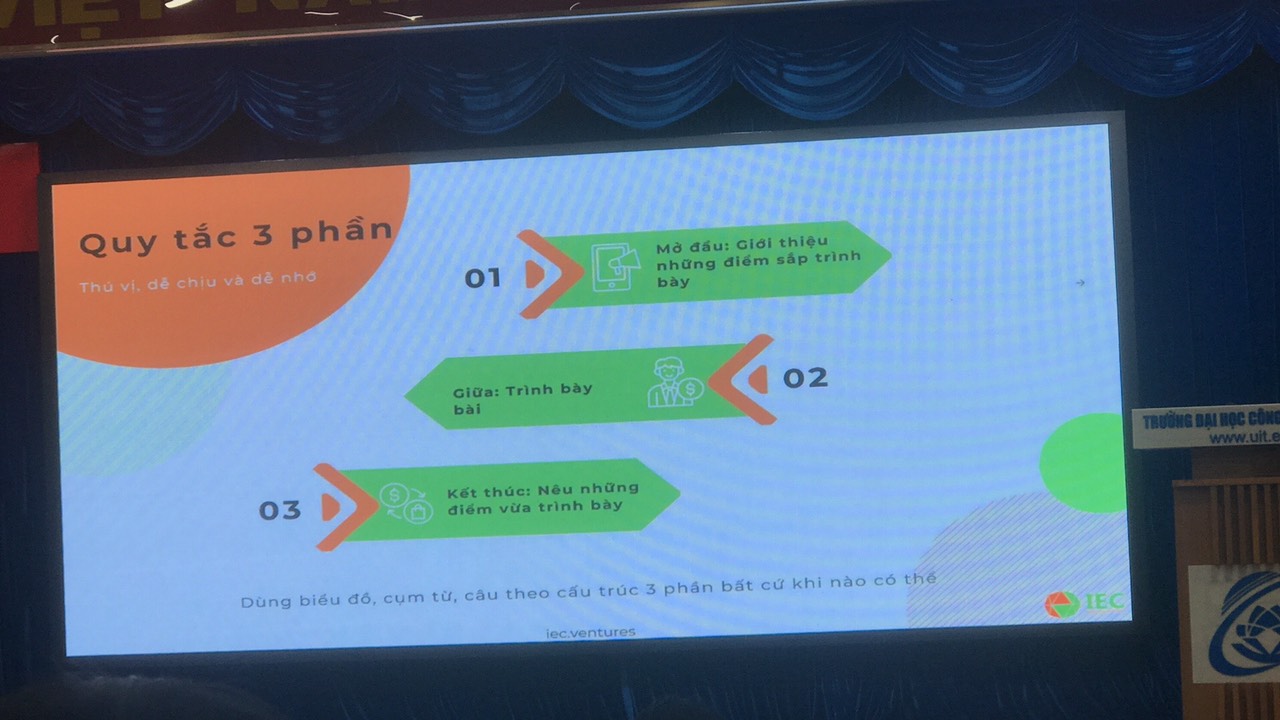 VIỆT NA
Quy tắc 3 phần
Thú vị, dễ chịu và dễ nhớ
01
Mở đầu: Giới thiệu
những điểm sắp trình
bày
02
Giữa: Trình bày
bài
03
Kết thúc: Nêu những
điểm vừa trình bày
Dùng biểu đồ, cụm từ, câu theo cấu trúc 3 phần bất cứ khi nào có thể
IEC
iec.ventures
TRƯỜNG ĐẠI HỌC CÔNG
www.uit.e